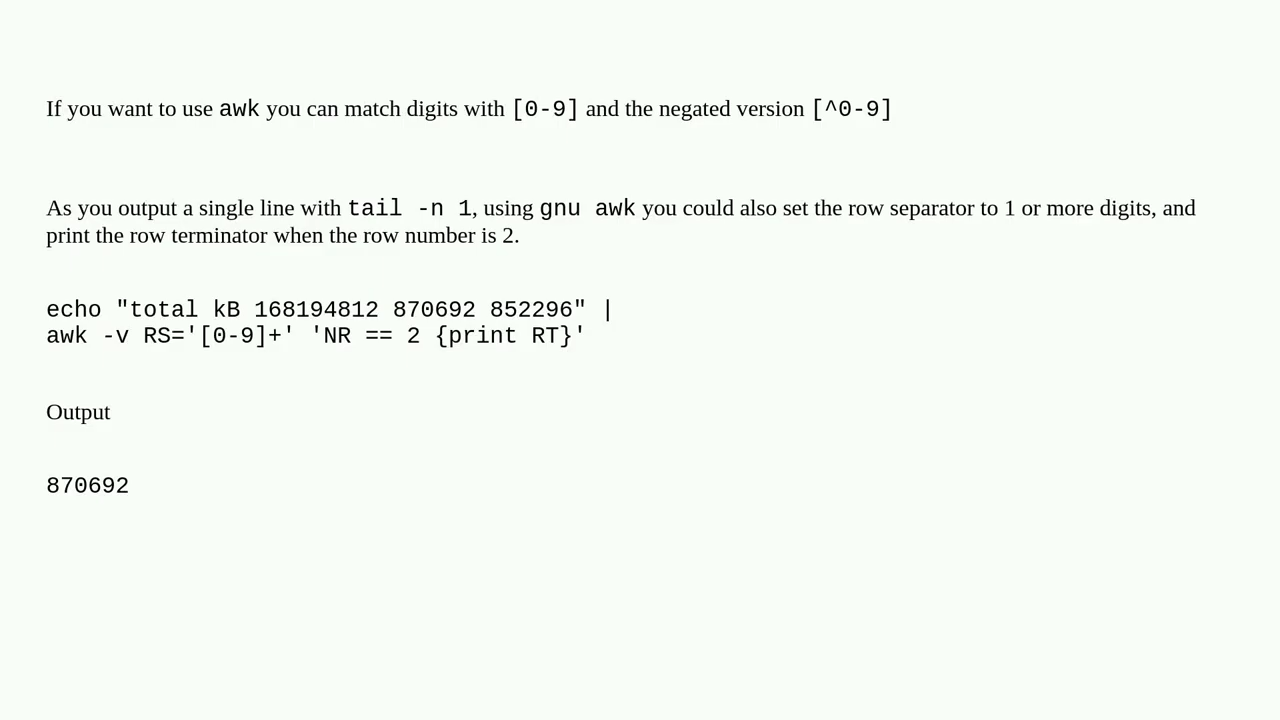 If you want to use awk you can match digits with [0-9] and the negated version [^0-9]
As you output a single line with tail -n 1, using gnu awk you could also set the row separator to 1 or more digits, and
print the row terminator when the row number is 2.
echo "total kB 168194812 870692 852296" |
awk -v RS='[0-9]+' 'NR == 2 {print RT}'
Output
870692